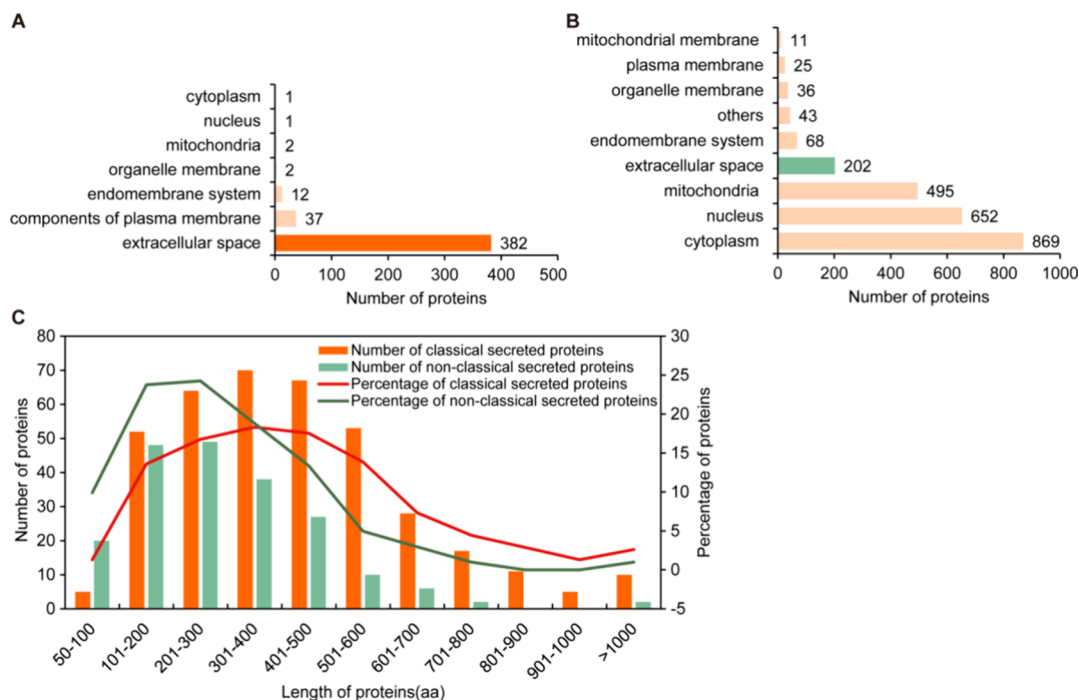 A
cytoplasm 1
nucleus 1
mitochondria 2
organelle membrane 2
endomembrane system 12
components of plasma membrane 37
extracellular space 382
0 100 200 300 400 500
Number of proteins
B
mitochondrial membrane 11
plasma membrane 25
organelle membrane 36
others 43
endomembrane system 68
extracellular space 202
mitochondria 495
nucleus 652
cytoplasm 869
0 200 400 600 800 1000
Number of proteins
C
Number of proteins
80
70
60
50
40
30
20
10
0
Number of classical secreted proteins
Number of non-classical secreted proteins
Percentage of classical secreted proteins
Percentage of non-classical secreted proteins
30
25
20
15
10
5
0
-5
Percentage of proteins
50-100 101-200 201-300 301-400 401-500 501-600 601-700 701-800 801-900 901-1000 >1000
Length of proteins(aa)